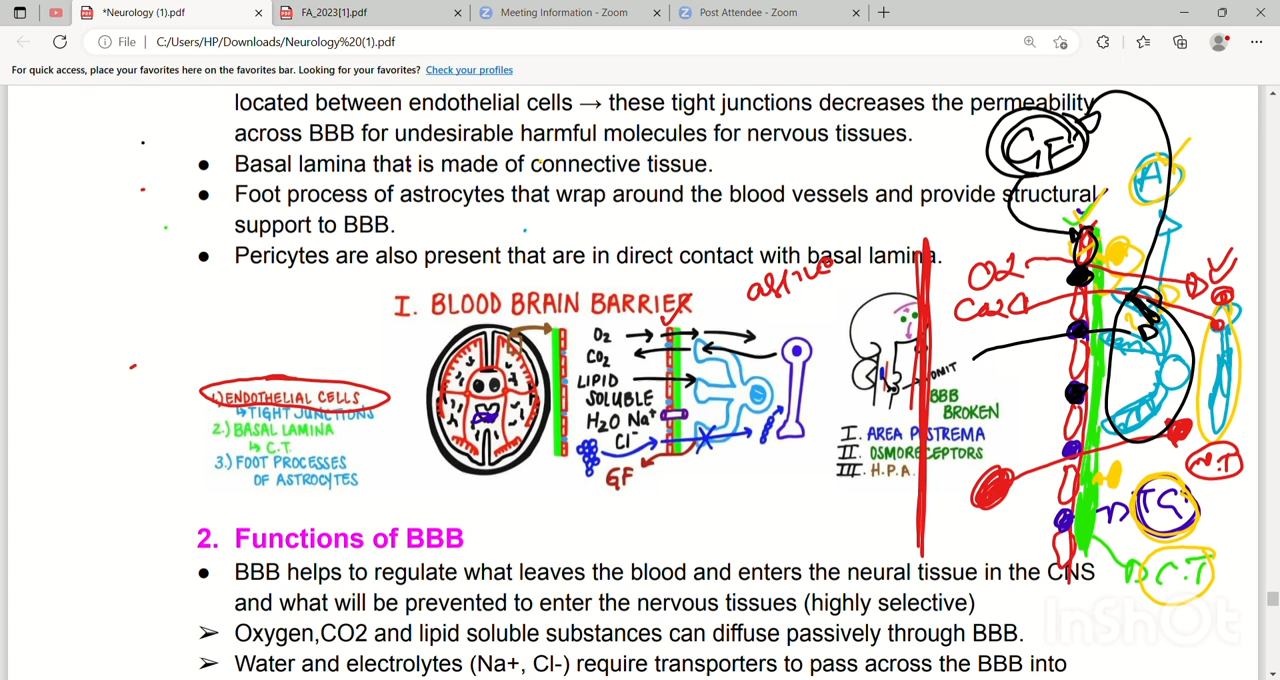 *Neurology (1).pdf
FA_2023[1].pdf
Meeting Information - Zoom
Post Attendee - Zoom
File
C:/Users/HP/Downloads/Neurology%20(1).pdf
For quick access, place your favorites here on the favorites bar. Looking for your favorites? Check your profiles
located between endothelial cells → these tight junctions decreases the permeability
across BBB for undesirable harmful molecules for nervous tissues.
● Basal lamina that is made of connective tissue.
● Foot process of astrocytes that wrap around the blood vessels and provide structural
support to BBB.
● Pericytes are also present that are in direct contact with basal lamina.
GF
A
O2
Co2
N.T
TG
C.T
I. BLOOD BRAIN BARRIER
1) ENDOTHELIAL CELLS
↳ TIGHT JUNCTIONS
2.) BASAL LAMINA
↳ C.T.
3.) FOOT PROCESSES
OF ASTROCYTES
O2
CO2
LIPID
SOLUBLE
H2O Na+
Cl-
GF
VOMIT
BBB
BROKEN
I. AREA POSTREMA
II. OSMORECEPTORS
III. H.P.A.
2. Functions of BBB
● BBB helps to regulate what leaves the blood and enters the neural tissue in the CNS
and what will be prevented to enter the nervous tissues (highly selective)
➢ Oxygen,CO2 and lipid soluble substances can diffuse passively through BBB.
➢ Water and electrolytes (Na+, Cl-) require transporters to pass across the BBB into
InShOt